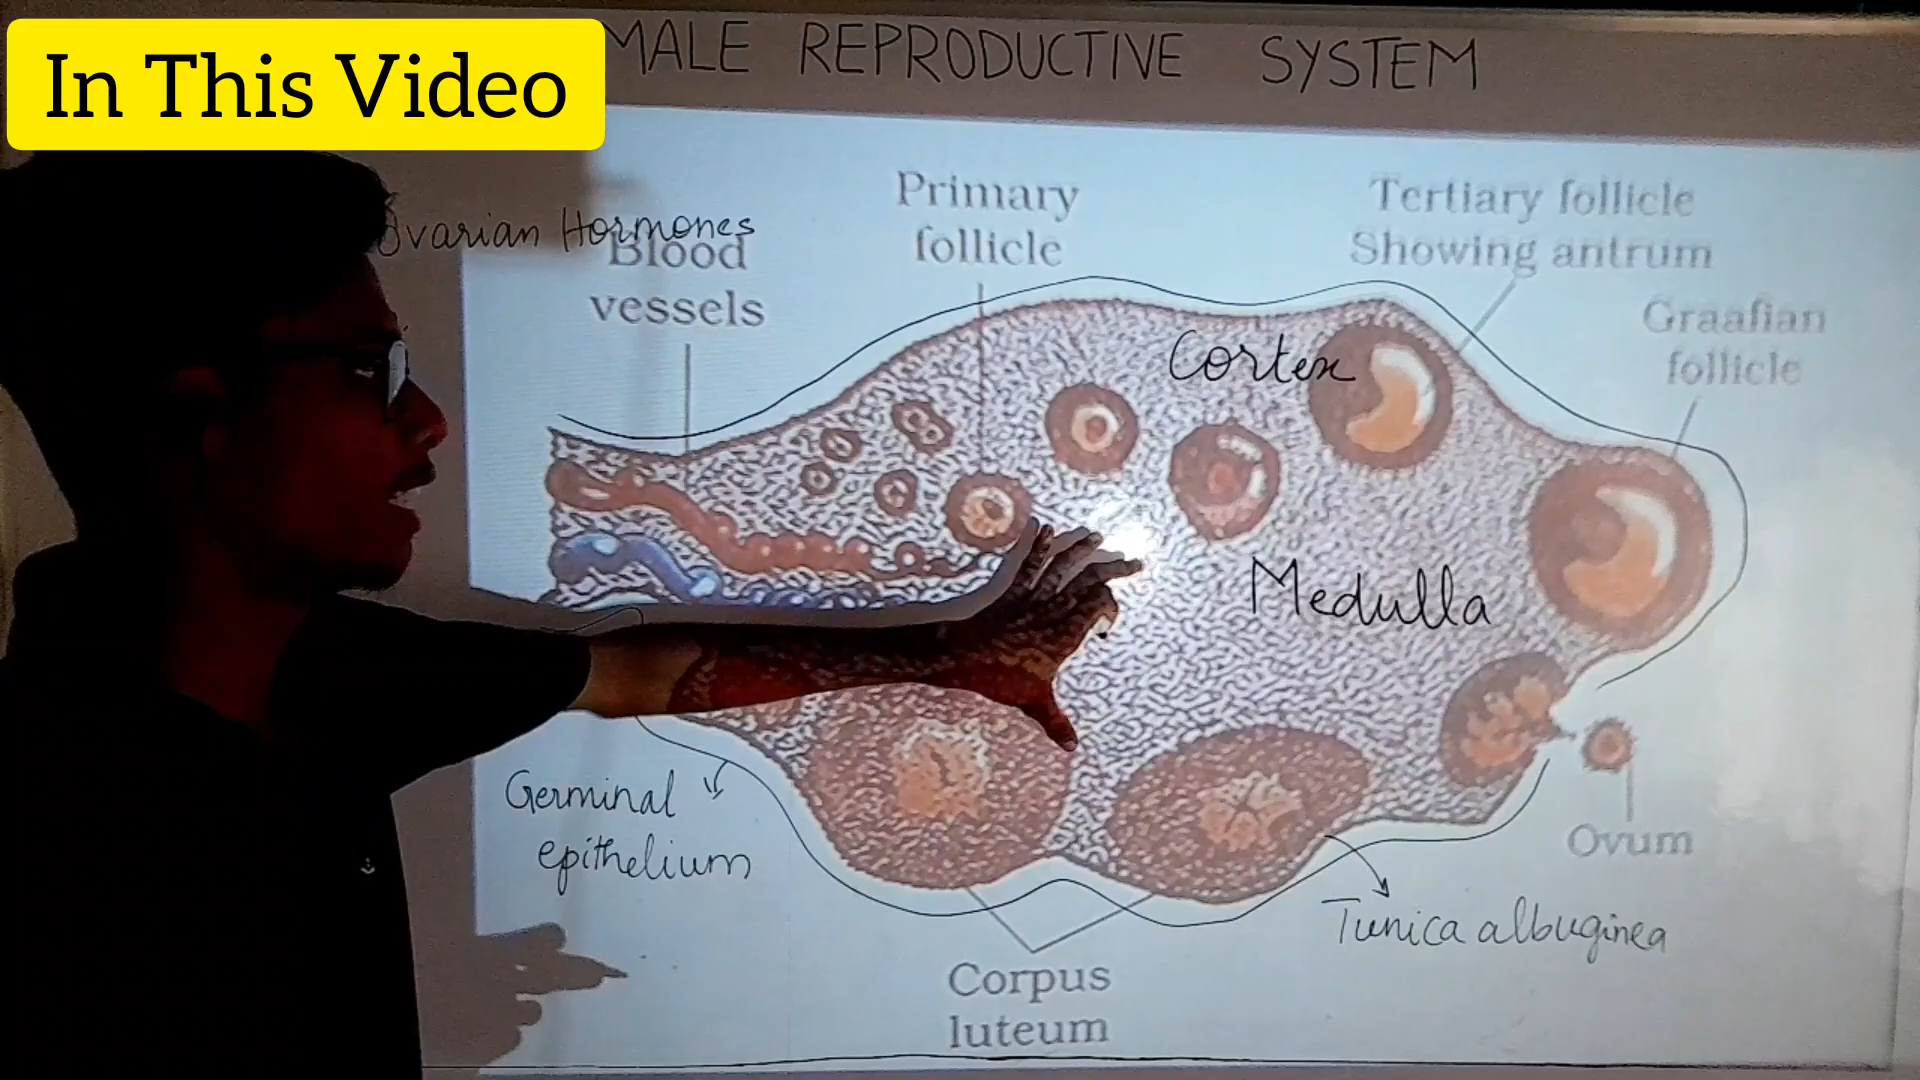 In This Video
MALE REPRODUCTIVE SYSTEM
Ovarian Hormones
Blood
vessels
Primary
follicle
Tertiary follicle
Showing antrum
Graafian
follicle
Cortex
Medulla
Germinal
epithelium
Ovum
Tunica albuginea
Corpus
luteum